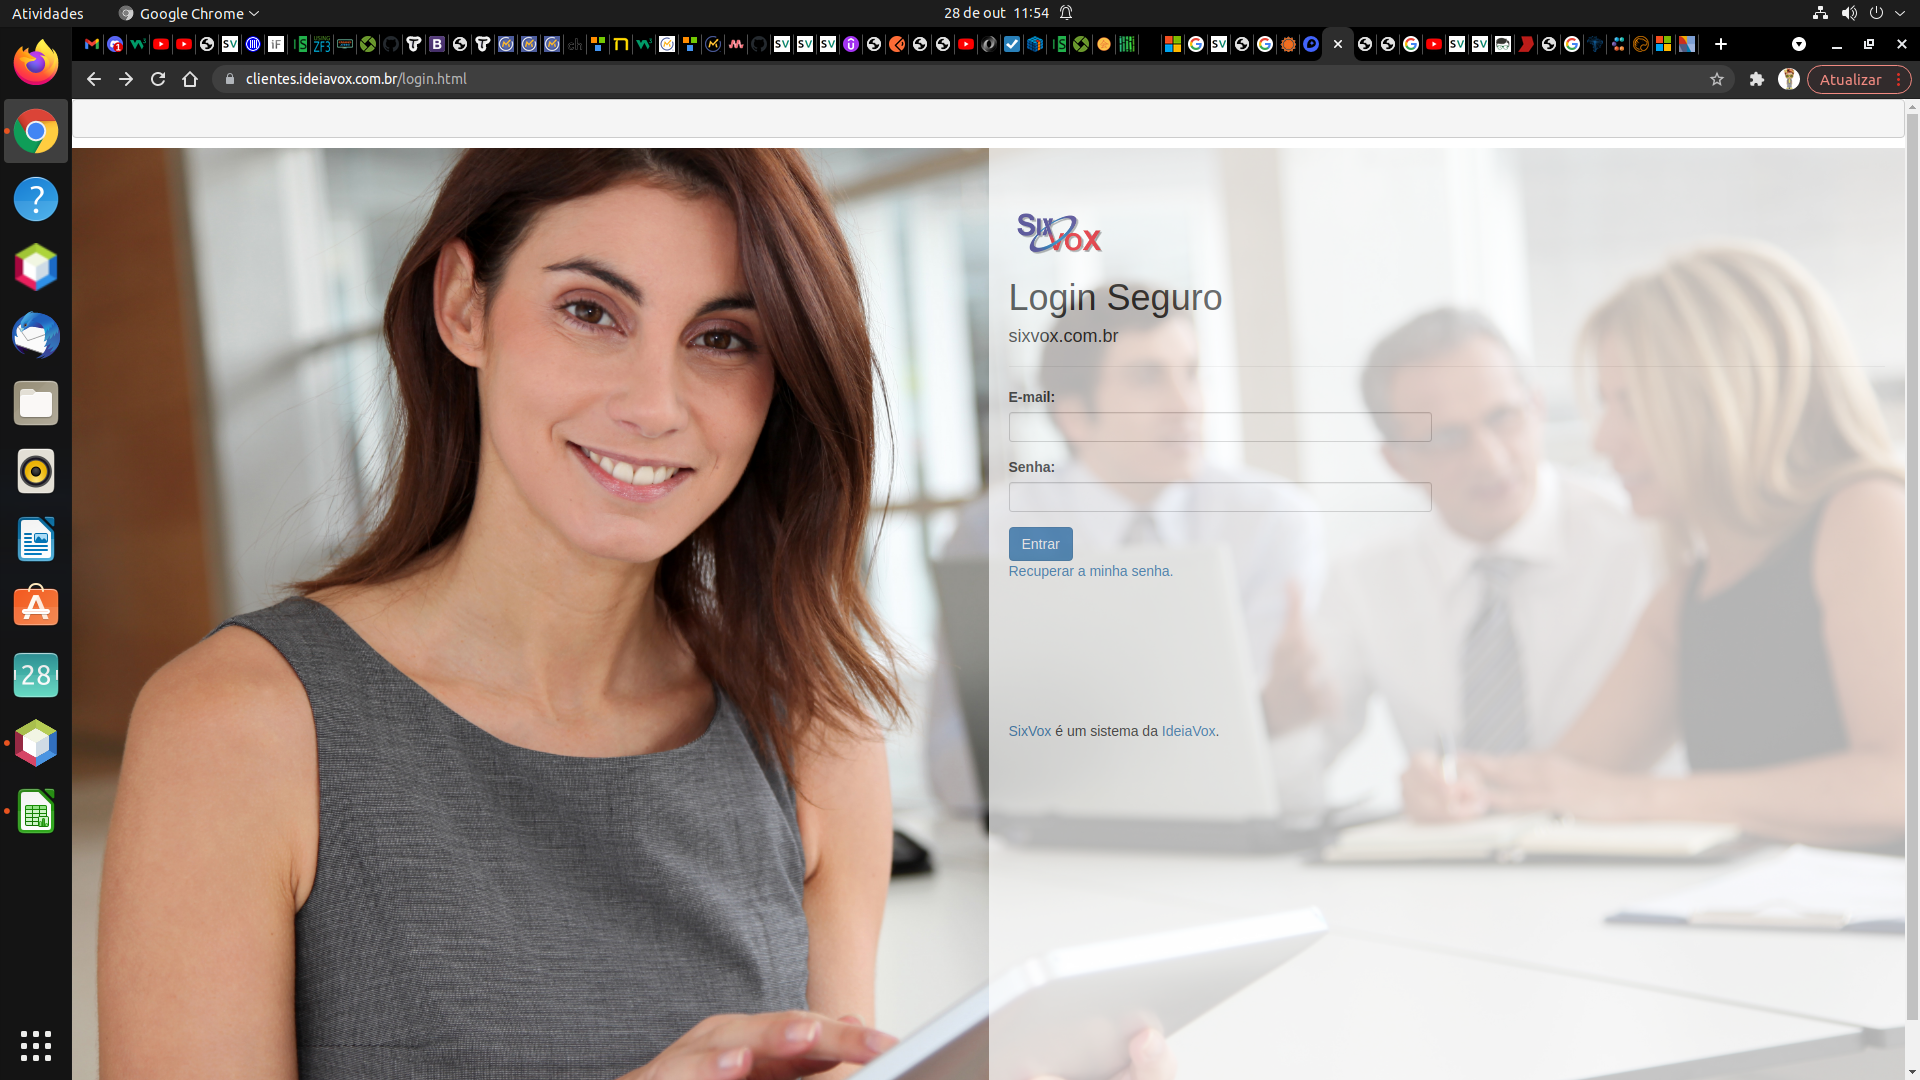 Atividades
Google Chrome
28 de out 11:54
clientes.ideiavox.com.br/login.html
Atualizar
28
SixVox
Login Seguro
sixvox.com.br
E-mail:
Senha:
Entrar
Recuperar a minha senha.
SixVox é um sistema da IdeiaVox.